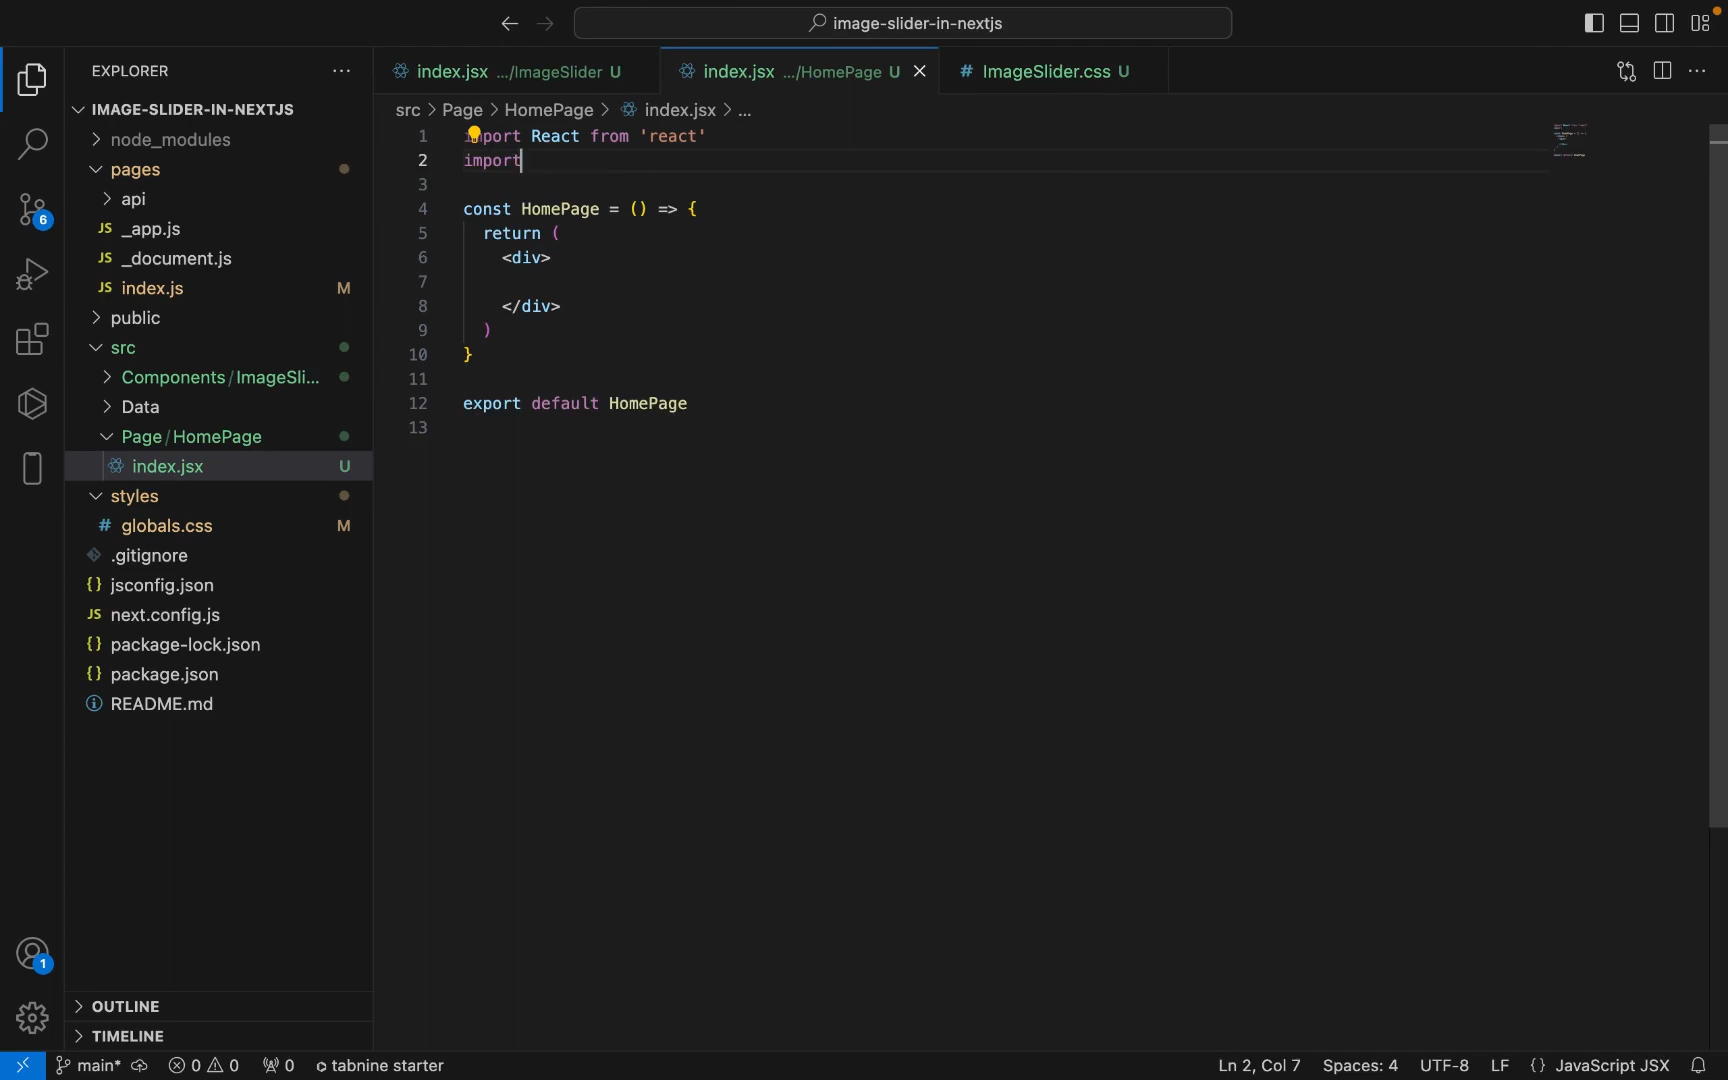 image-slider-in-nextjs
EXPLORER
IMAGE-SLIDER-IN-NEXTJS
node_modules
pages
api
JS _app.js
JS _document.js
JS index.js M
public
src
Components/ImageSli...
Data
Page/HomePage
index.jsx U
styles
# globals.css M
.gitignore
{} jsconfig.json
JS next.config.js
{} package-lock.json
{} package.json
README.md
OUTLINE
TIMELINE
6
1
index.jsx .../ImageSlider U
index.jsx .../HomePage U
# ImageSlider.css U
src > Page > HomePage > index.jsx > ...
1 import React from 'react'
2 import
3
4 const HomePage = () => {
5 return (
6 <div>
7
8 </div>
9 )
10 }
11
12 export default HomePage
13
main* 0 0 0 tabnine starter
Ln 2, Col 7 Spaces: 4 UTF-8 LF {} JavaScript JSX